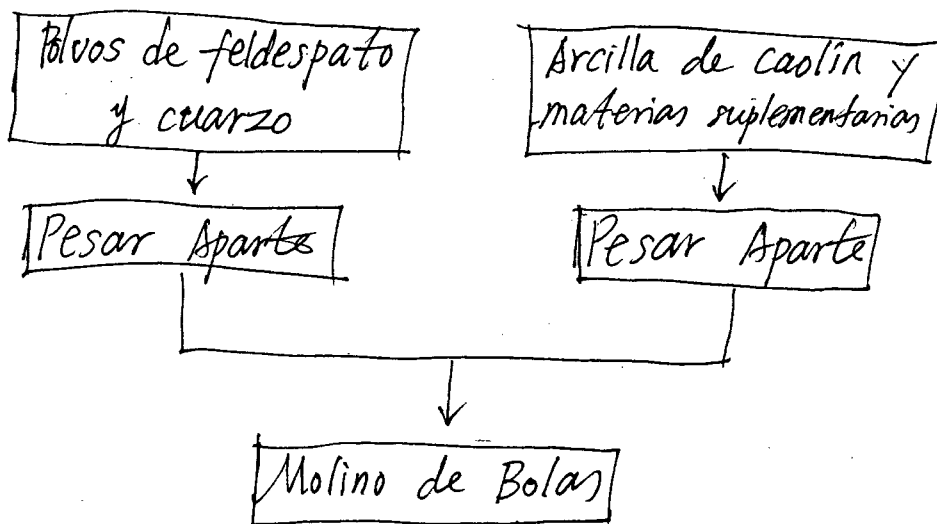 Polvos de feldespato
y cuarzo
Arcilla de caolín y
materias suplementarias
Pesar Aparte
Pesar Aparte
Molino de Bolas